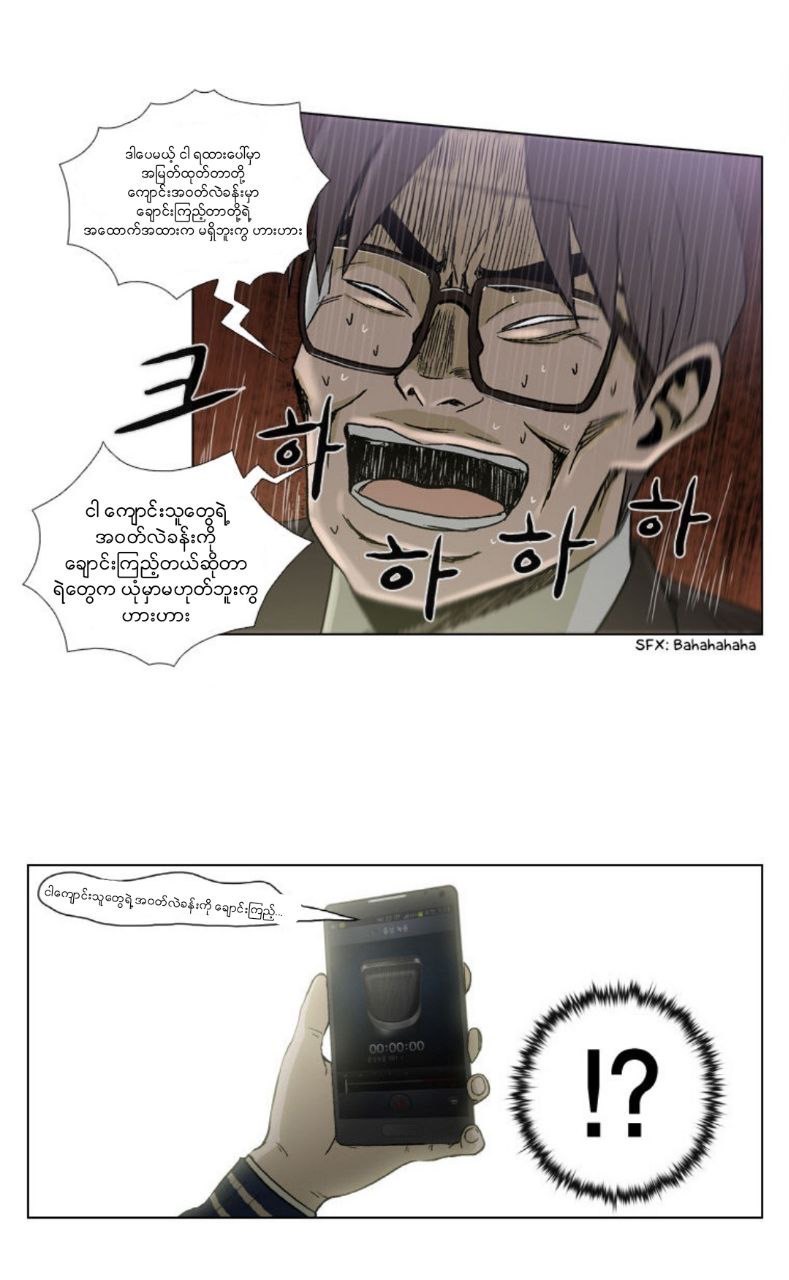 ဒါပေမယ့် ငါ ရထားပေါ်မှာ
အမြတ်ထုတ်တာတို့
ကျောင်းအဝတ်လဲခန်းမှာ
ချောင်းကြည့်တာတို့ရဲ့
အထောက်အထားက မရှိဘူးကွ ဟားဟား
크
하
하
하
하
ငါ ကျောင်းသူတွေရဲ့
အဝတ်လဲခန်းကို
ချောင်းကြည့်တယ်ဆိုတာ
ရဲတွေက ယုံမှာမဟုတ်ဘူးကွ
ဟားဟား
SFX: Bahahahaha
ငါကျောင်းသူတွေရဲ့ အဝတ်လဲခန်းကို ချောင်းကြည့်...
음성 녹음
00:00:00
!?